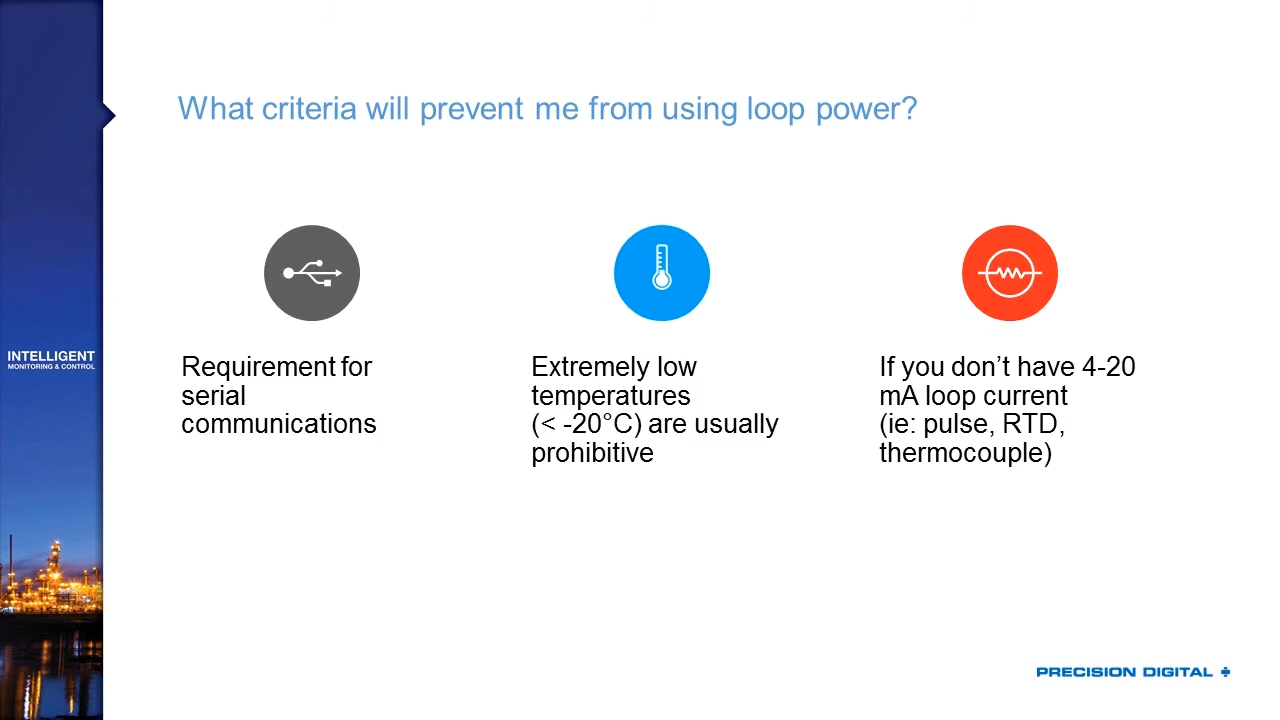 What criteria will prevent me from using loop power?
Requirement for
serial
communications
Extremely low
temperatures
(< -20°C) are usually
prohibitive
If you don’t have 4-20
mA loop current
(ie: pulse, RTD,
thermocouple)
INTELLIGENT
MONITORING & CONTROL
PRECISION DIGITAL